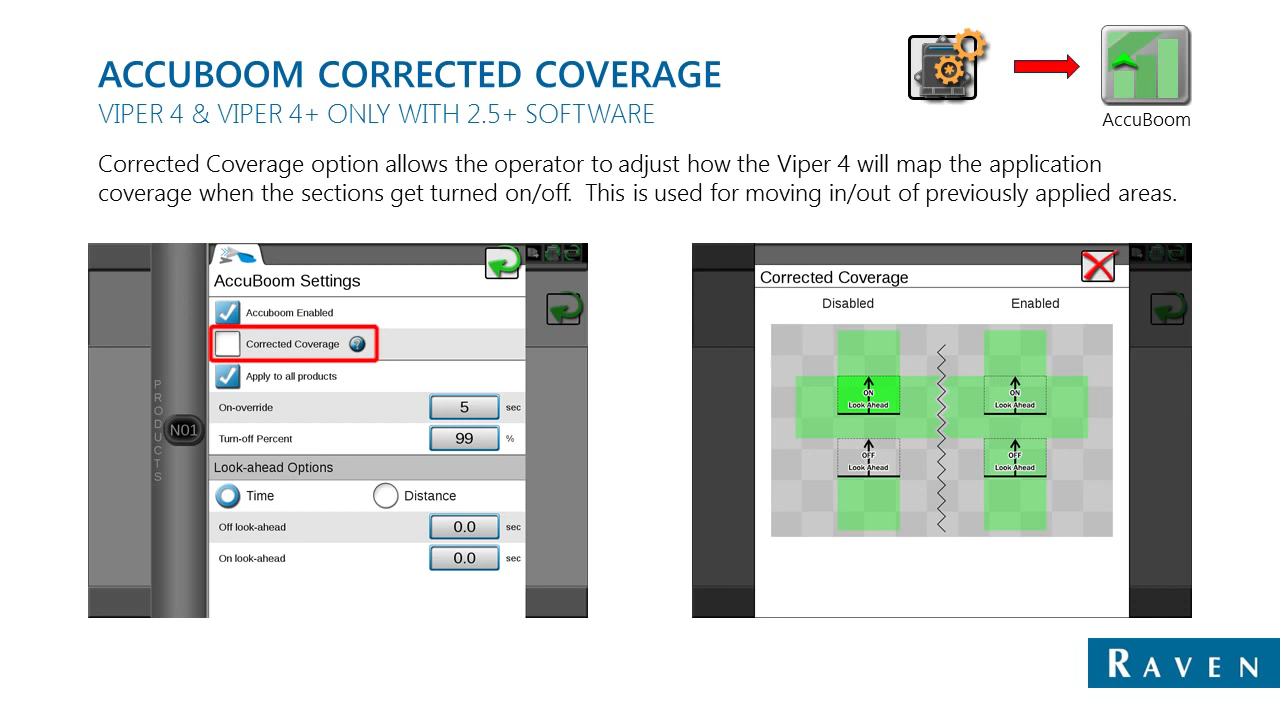 ACCUBOOM CORRECTED COVERAGE
VIPER 4 & VIPER 4+ ONLY WITH 2.5+ SOFTWARE
AccuBoom
Corrected Coverage option allows the operator to adjust how the Viper 4 will map the application
coverage when the sections get turned on/off.  This is used for moving in/out of previously applied areas.
PRODUCTS
N01
AccuBoom Settings
Accuboom Enabled
Corrected Coverage ?
Apply to all products
On-override 5 sec
Turn-off Percent 99 %
Look-ahead Options
Time Distance
Off look-ahead 0.0 sec
On look-ahead 0.0 sec
Corrected Coverage
Disabled Enabled
ON ON
Look Ahead Look Ahead
OFF OFF
Look Ahead Look Ahead
RAVEN